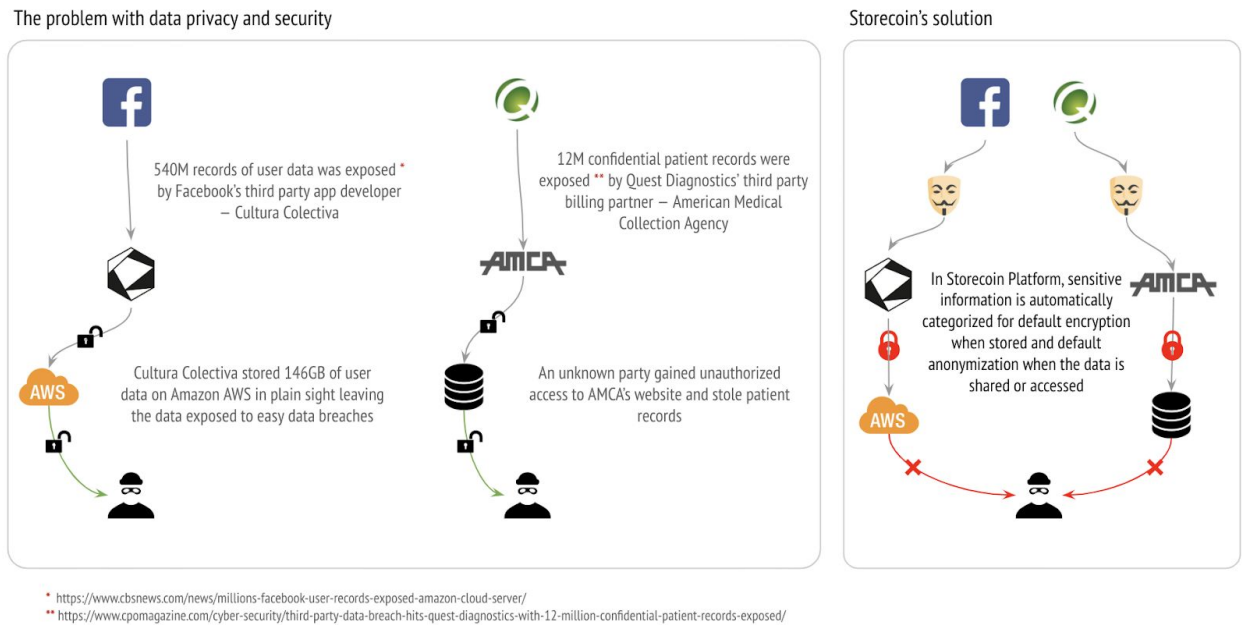 The problem with data privacy and security
540M records of user data was exposed *
by Facebook's third party app developer
— Cultura Colectiva
12M confidential patient records were
exposed ** by Quest Diagnostics' third party
billing partner — American Medical
Collection Agency
AMCA
AWS
Cultura Colectiva stored 146GB of user
data on Amazon AWS in plain sight leaving
the data exposed to easy data breaches
An unknown party gained unauthorized
access to AMCA's website and stole patient
records
Storecoin's solution
In Storecoin Platform, sensitive
information is automatically
categorized for default encryption
when stored and default
anonymization when the data is
shared or accessed
AMCA
AWS
* https://www.cbsnews.com/news/millions-facebook-user-records-exposed-amazon-cloud-server/
** https://www.cpomagazine.com/cyber-security/third-party-data-breach-hits-quest-diagnostics-with-12-million-confidential-patient-records-exposed/